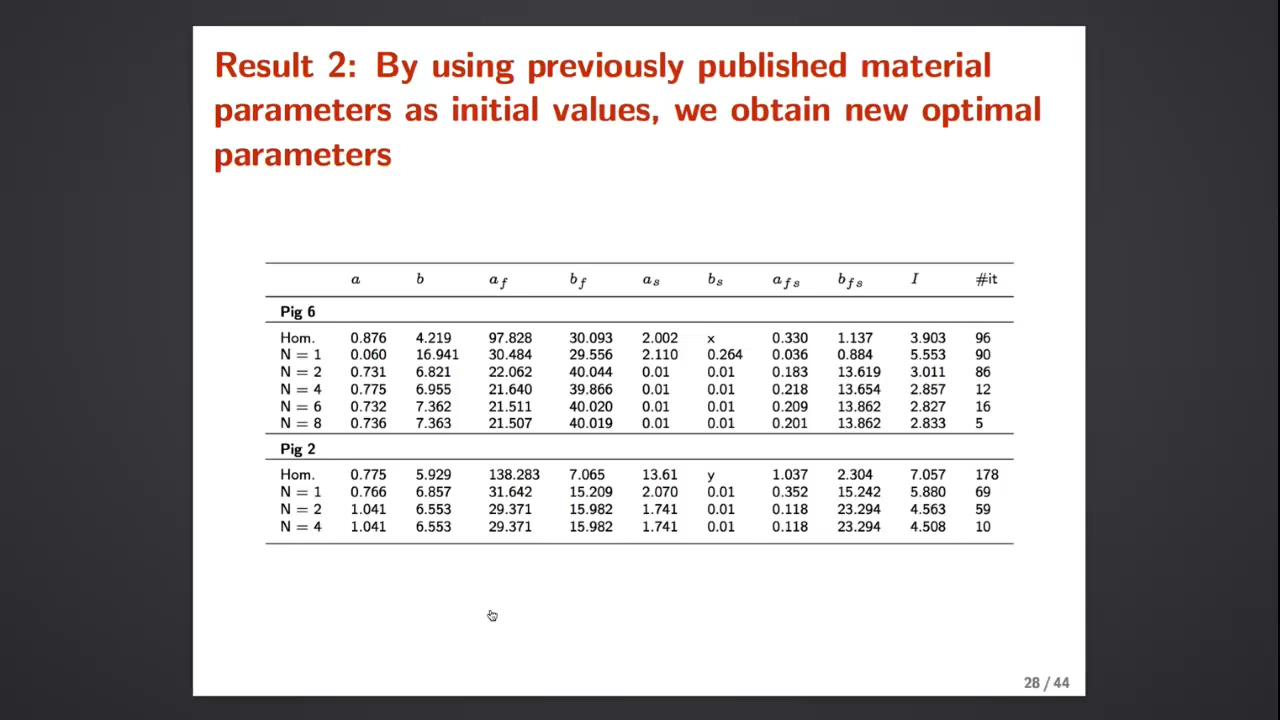 Result 2: By using previously published material
parameters as initial values, we obtain new optimal
parameters
a b a_f b_f a_s b_s a_fs b_fs I #it
Pig 6
Hom. 0.876 4.219 97.828 30.093 2.002 x 0.330 1.137 3.903 96
N = 1 0.060 16.941 30.484 29.556 2.110 0.264 0.036 0.884 5.553 90
N = 2 0.731 6.821 22.062 40.044 0.01 0.01 0.183 13.619 3.011 86
N = 4 0.775 6.955 21.640 39.866 0.01 0.01 0.218 13.654 2.857 12
N = 6 0.732 7.362 21.511 40.020 0.01 0.01 0.209 13.862 2.827 16
N = 8 0.736 7.363 21.507 40.019 0.01 0.01 0.201 13.862 2.833 5
Pig 2
Hom. 0.775 5.929 138.283 7.065 13.61 y 1.037 2.304 7.057 178
N = 1 0.766 6.857 31.642 15.209 2.070 0.01 0.352 15.242 5.880 69
N = 2 1.041 6.553 29.371 15.982 1.741 0.01 0.118 23.294 4.563 59
N = 4 1.041 6.553 29.371 15.982 1.741 0.01 0.118 23.294 4.508 10
28 / 44